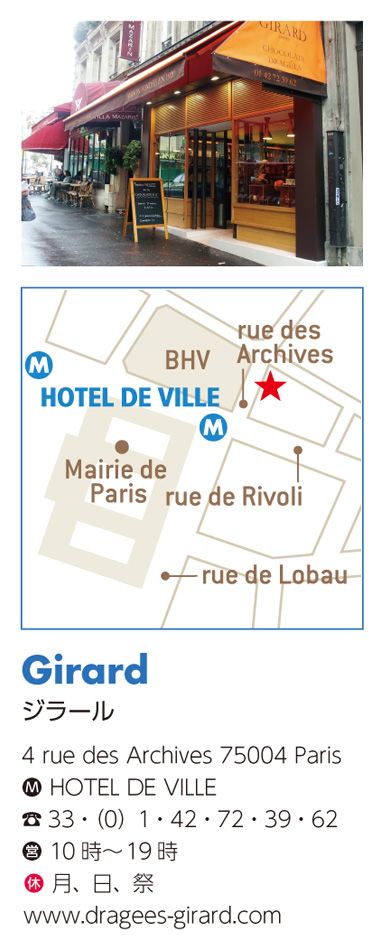 MAZARIN
GIRARD
CHOCOLATS
DRAGÉES
01 42 72 39 62
VILLA MAZARIN
rue des
Archives
BHV
M
HOTEL DE VILLE
M
Mairie de
Paris
rue de Rivoli
rue de Lobau
Girard
ジラール
4 rue des Archives 75004 Paris
M HOTEL DE VILLE
☎ 33・(0) 1・42・72・39・62
営 10時〜19時
休 月、日、祭
www.dragees-girard.com